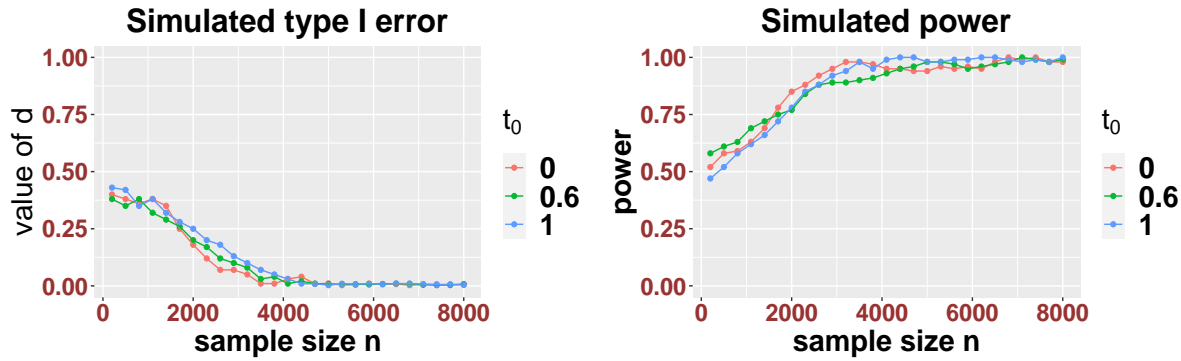 Simulated type I error
value of d
1.00
0.75
0.50
0.25
0.00
0 2000 4000 6000 8000
sample size n
t0
0
0.6
1
Simulated power
power
1.00
0.75
0.50
0.25
0.00
0 2000 4000 6000 8000
sample size n
t0
0
0.6
1